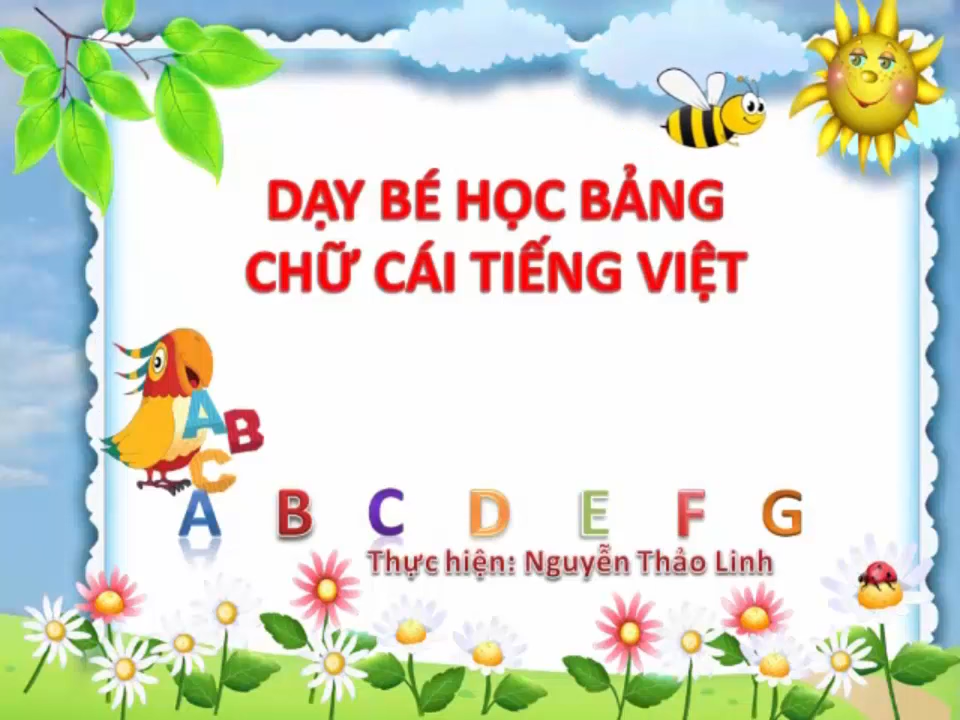 DẠY BÉ HỌC BẢNG
CHỮ CÁI TIẾNG VIỆT
A
B
C
A B C D E F G
Thực hiện: Nguyễn Thảo Linh